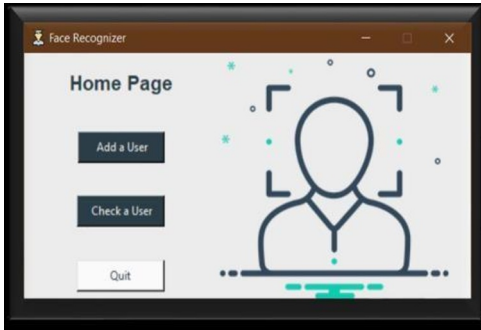 Face Recognizer
Home Page
Add a User
Check a User
Quit